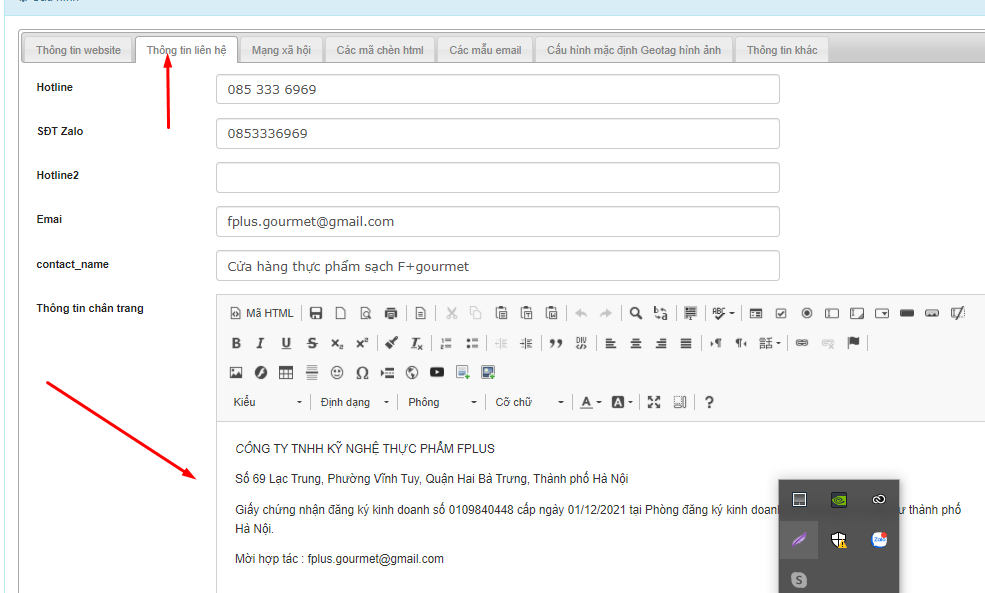 Thông tin website Thông tin liên hệ Mạng xã hội Các mã chèn html Các mẫu email Cấu hình mặc định Geotag hình ảnh Thông tin khác
Hotline 085 333 6969
SĐT Zalo 0853336969
Hotline2
Emai fplus.gourmet@gmail.com
contact_name Cửa hàng thực phẩm sạch F+gourmet
Thông tin chân trang
Mã HTML
Kiểu Định dạng Phông Cỡ chữ
CÔNG TY TNHH KỸ NGHỆ THỰC PHẨM FPLUS
Số 69 Lạc Trung, Phường Vĩnh Tuy, Quận Hai Bà Trưng, Thành phố Hà Nội
Giấy chứng nhận đăng ký kinh doanh số 0109840448 cấp ngày 01/12/2021 tại Phòng đăng ký kinh doanh thành phố
Hà Nội.
Mời hợp tác : fplus.gourmet@gmail.com